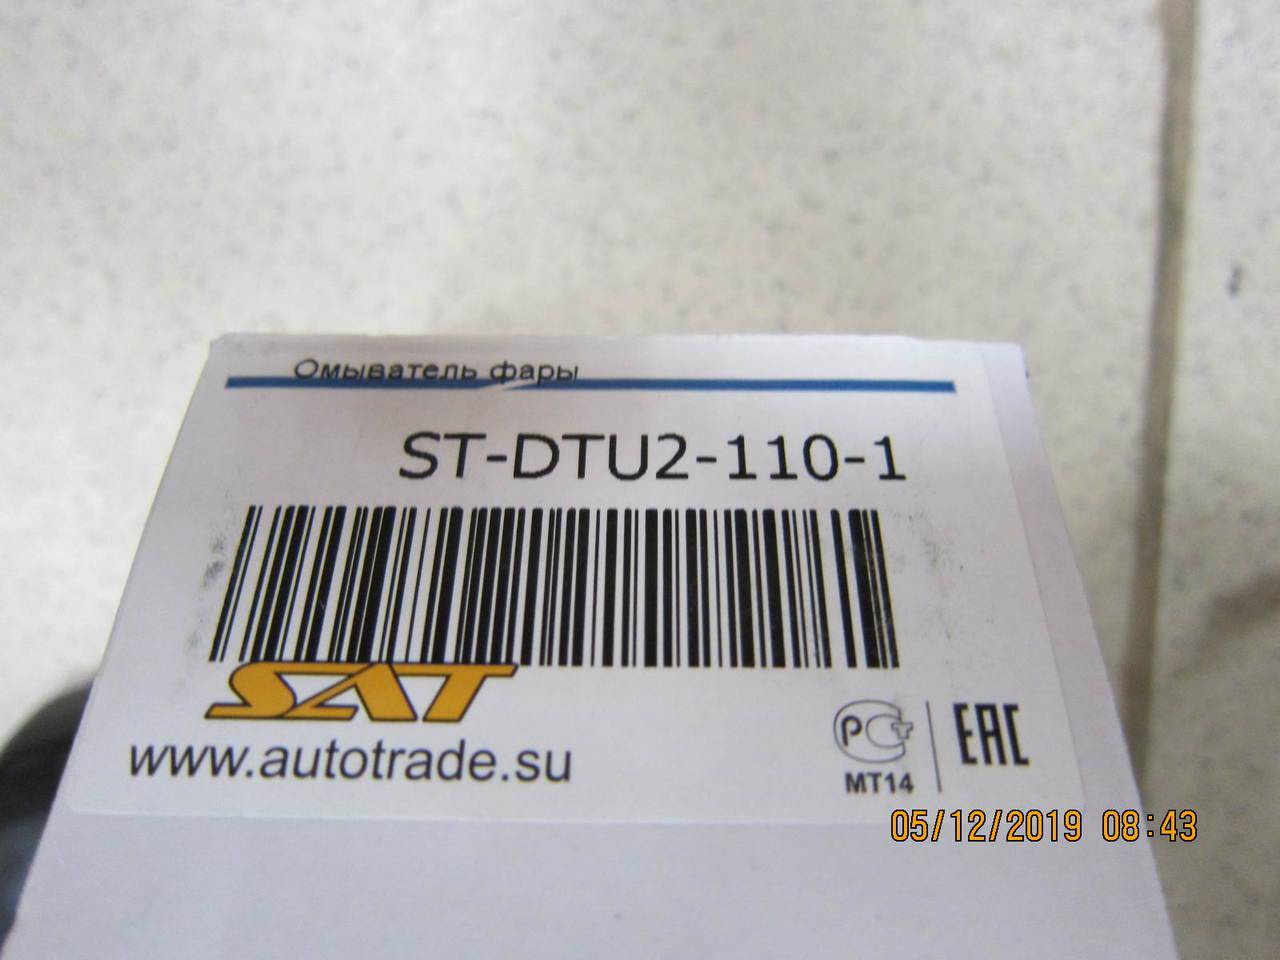 Омыватель фары
ST-DTU2-110-1
SAT
www.autotrade.su
РСТ
МТ14
EAC
05/12/2019 08:43